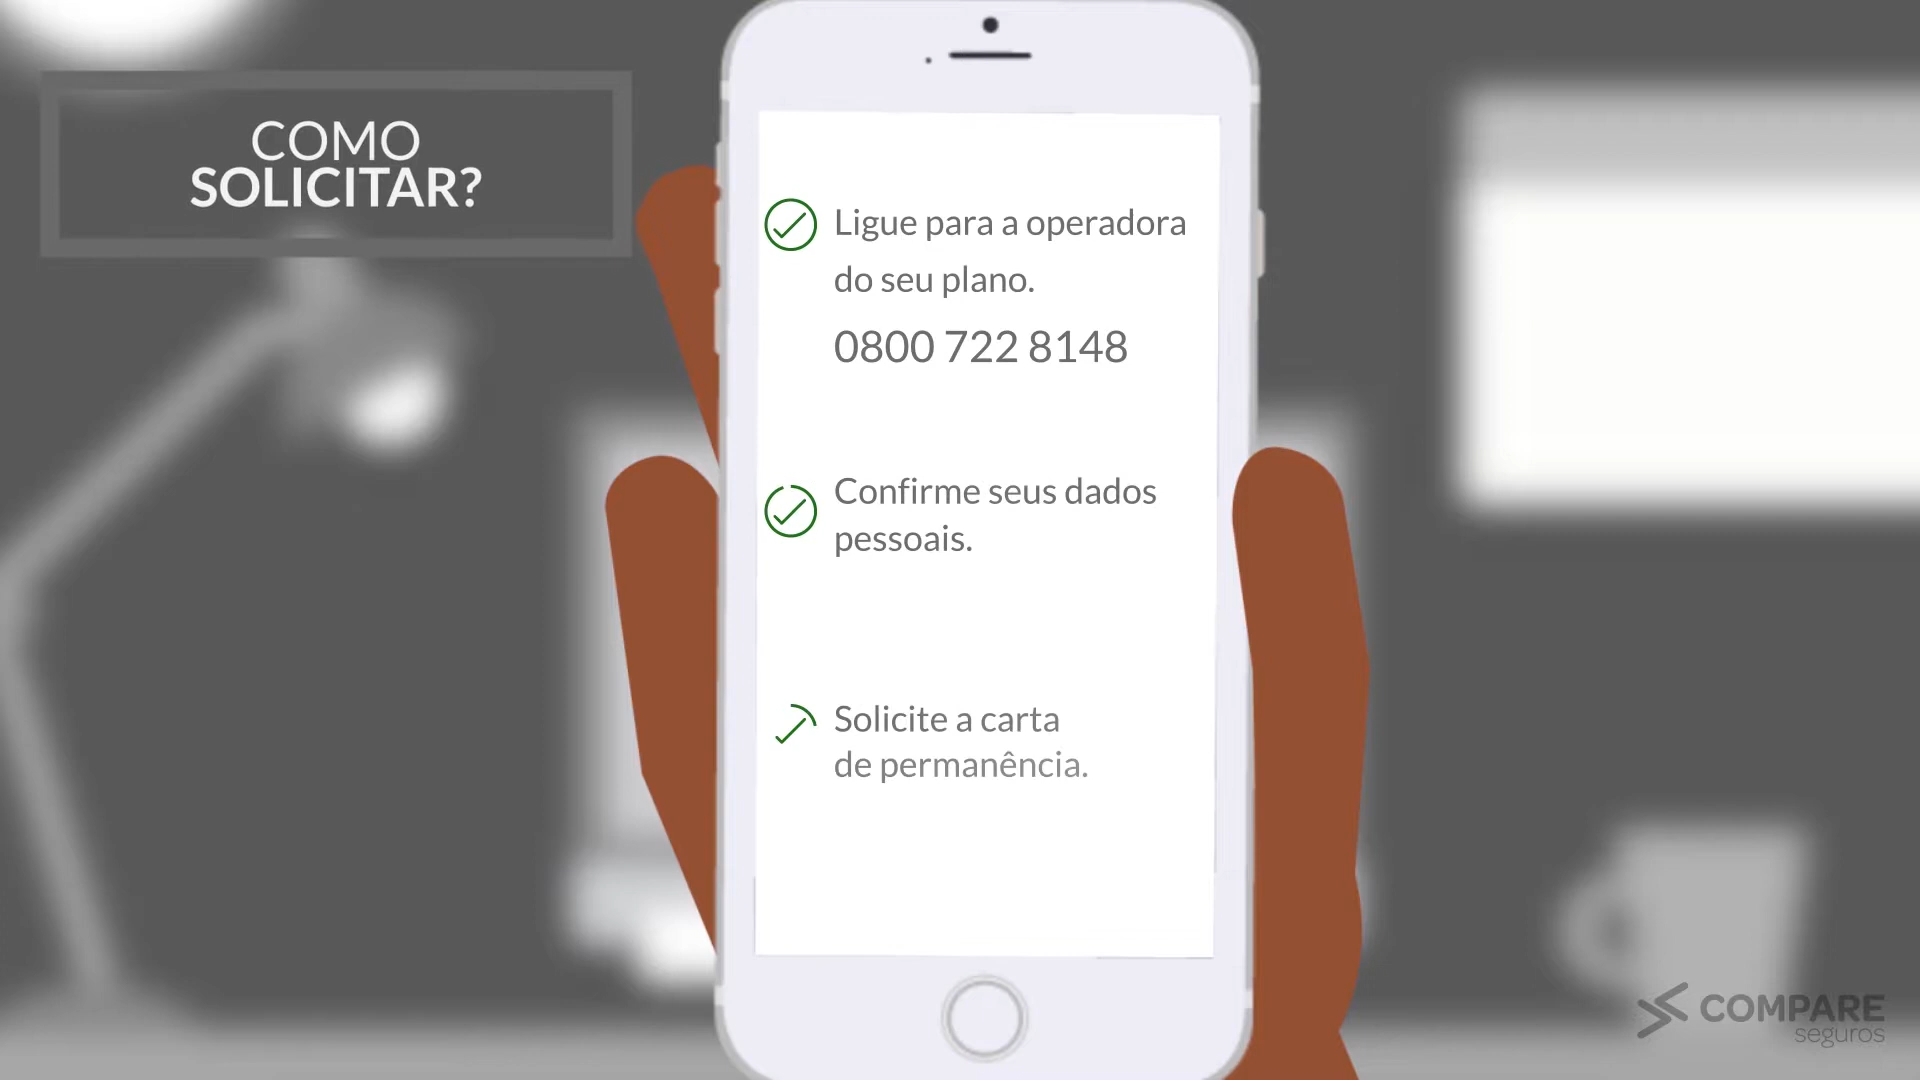 COMO
SOLICITAR?
Ligue para a operadora
do seu plano.
0800 722 8148
Confirme seus dados
pessoais.
Solicite a carta
de permanência.
COMPARE
seguros